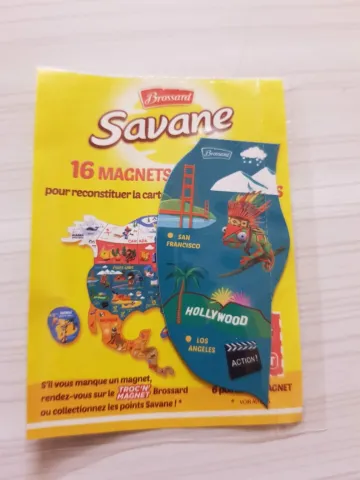 Brossard
Savane
16 MAGNETS
pour reconstituer la cart
S
Brossard
SAN
FRANCISCO
HOLLYWOOD
LOS
ANGELES
ACTION!
S'il vous manque un magnet,
rendez-vous sur le TROC'N' MAGNET Brossard
ou collectionnez les points Savane ! *
AGNET